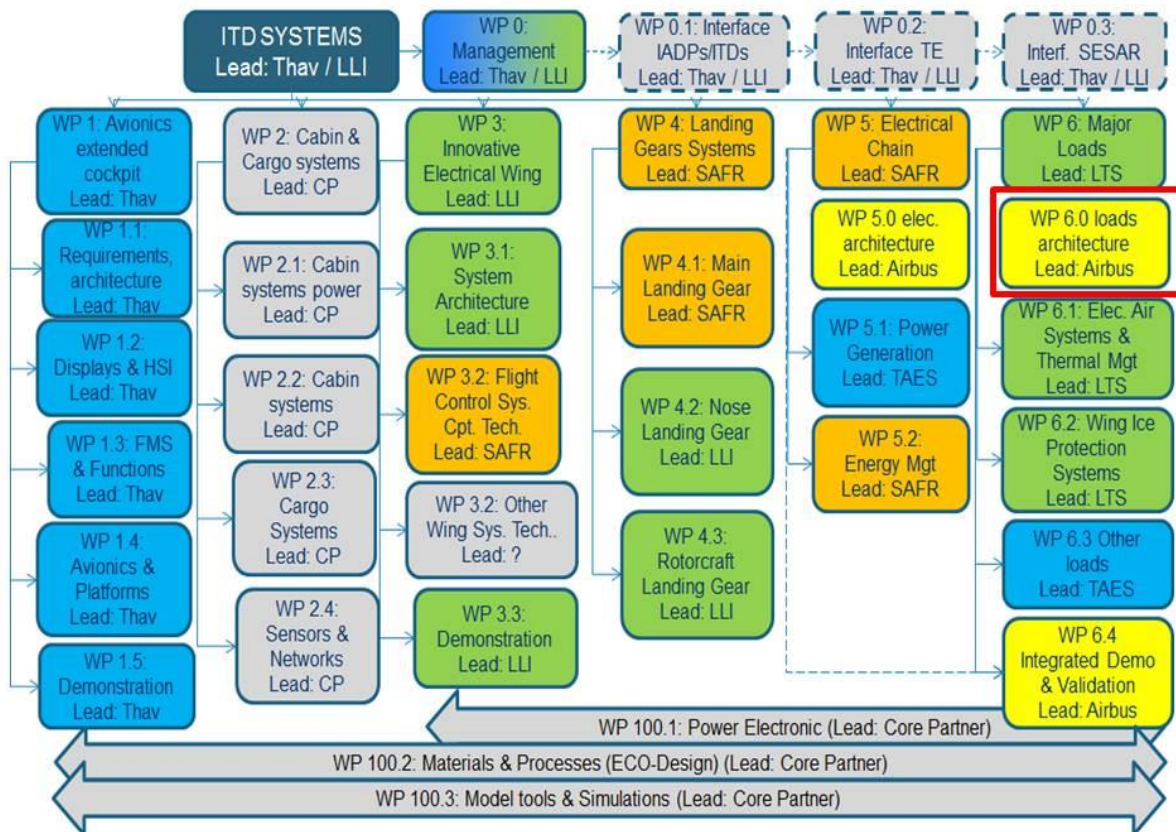 ITD SYSTEMS
Lead: Thav / LLI
WP 0:
Management
Lead: Thav / LLI
WP 0.1: Interface
IADPs/ITDs
Lead: Thav / LLI
WP 0.2:
Interface TE
Lead: Thav / LLI
WP 0.3:
Interf. SESAR
Lead: Thav / LLI
WP 1: Avionics
extended
cockpit
Lead: Thav
WP 1.1:
Requirements,
architecture
Lead: Thav
WP 1.2:
Displays & HSI
Lead: Thav
WP 1.3: FMS
& Functions
Lead: Thav
WP 1.4:
Avionics &
Platforms
Lead: Thav
WP 1.5:
Demonstration
Lead: Thav
WP 2: Cabin &
Cargo systems
Lead: CP
WP 2.1: Cabin
systems power
Lead: CP
WP 2.2: Cabin
systems
Lead: CP
WP 2.3:
Cargo
Systems
Lead: CP
WP 2.4:
Sensors &
Networks
Lead: CP
WP 3:
Innovative
Electrical Wing
Lead: LLI
WP 3.1:
System
Architecture
Lead: LLI
WP 3.2: Flight
Control Sys.
Cpt. Tech.
Lead: SAFR
WP 3.2: Other
Wing Sys. Tech..
Lead: ?
WP 3.3:
Demonstration
Lead: LLI
WP 4: Landing
Gears Systems
Lead: SAFR
WP 4.1: Main
Landing Gear
Lead: SAFR
WP 4.2: Nose
Landing Gear
Lead: LLI
WP 4.3:
Rotorcraft
Landing Gear
Lead: LLI
WP 5: Electrical
Chain
Lead: SAFR
WP 5.0 elec.
architecture
Lead: Airbus
WP 5.1: Power
Generation
Lead: TAES
WP 5.2:
Energy Mgt
Lead: SAFR
WP 6: Major
Loads
Lead: LTS
WP 6.0 loads
architecture
Lead: Airbus
WP 6.1: Elec. Air
Systems &
Thermal Mgt
Lead: LTS
WP 6.2: Wing Ice
Protection
Systems
Lead: LTS
WP 6.3 Other
loads
Lead: TAES
WP 6.4
Integrated Demo
& Validation
Lead: Airbus
WP 100.1: Power Electronic (Lead: Core Partner)
WP 100.2: Materials & Processes (ECO-Design) (Lead: Core Partner)
WP 100.3: Model tools & Simulations (Lead: Core Partner)